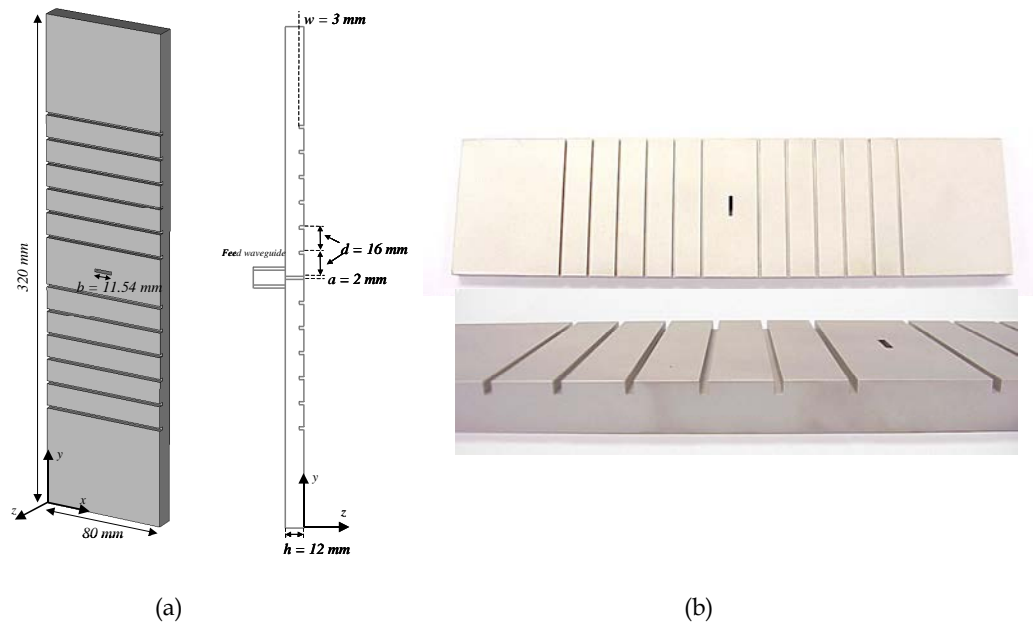 w = 3 mm
320 mm
b = 11.54 mm
Feed waveguide
d = 16 mm
a = 2 mm
y
z
x
80 mm
y
z
h = 12 mm
(a)
(b)